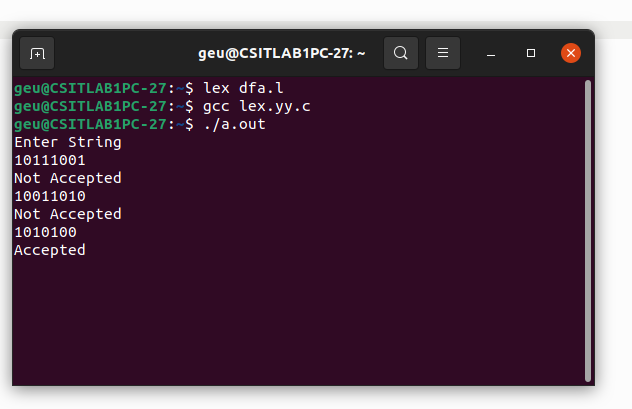 geu@CSITLAB1PC-27: ~
geu@CSITLAB1PC-27:~$ lex dfa.l
geu@CSITLAB1PC-27:~$ gcc lex.yy.c
geu@CSITLAB1PC-27:~$ ./a.out
Enter String
10111001
Not Accepted
10011010
Not Accepted
1010100
Accepted